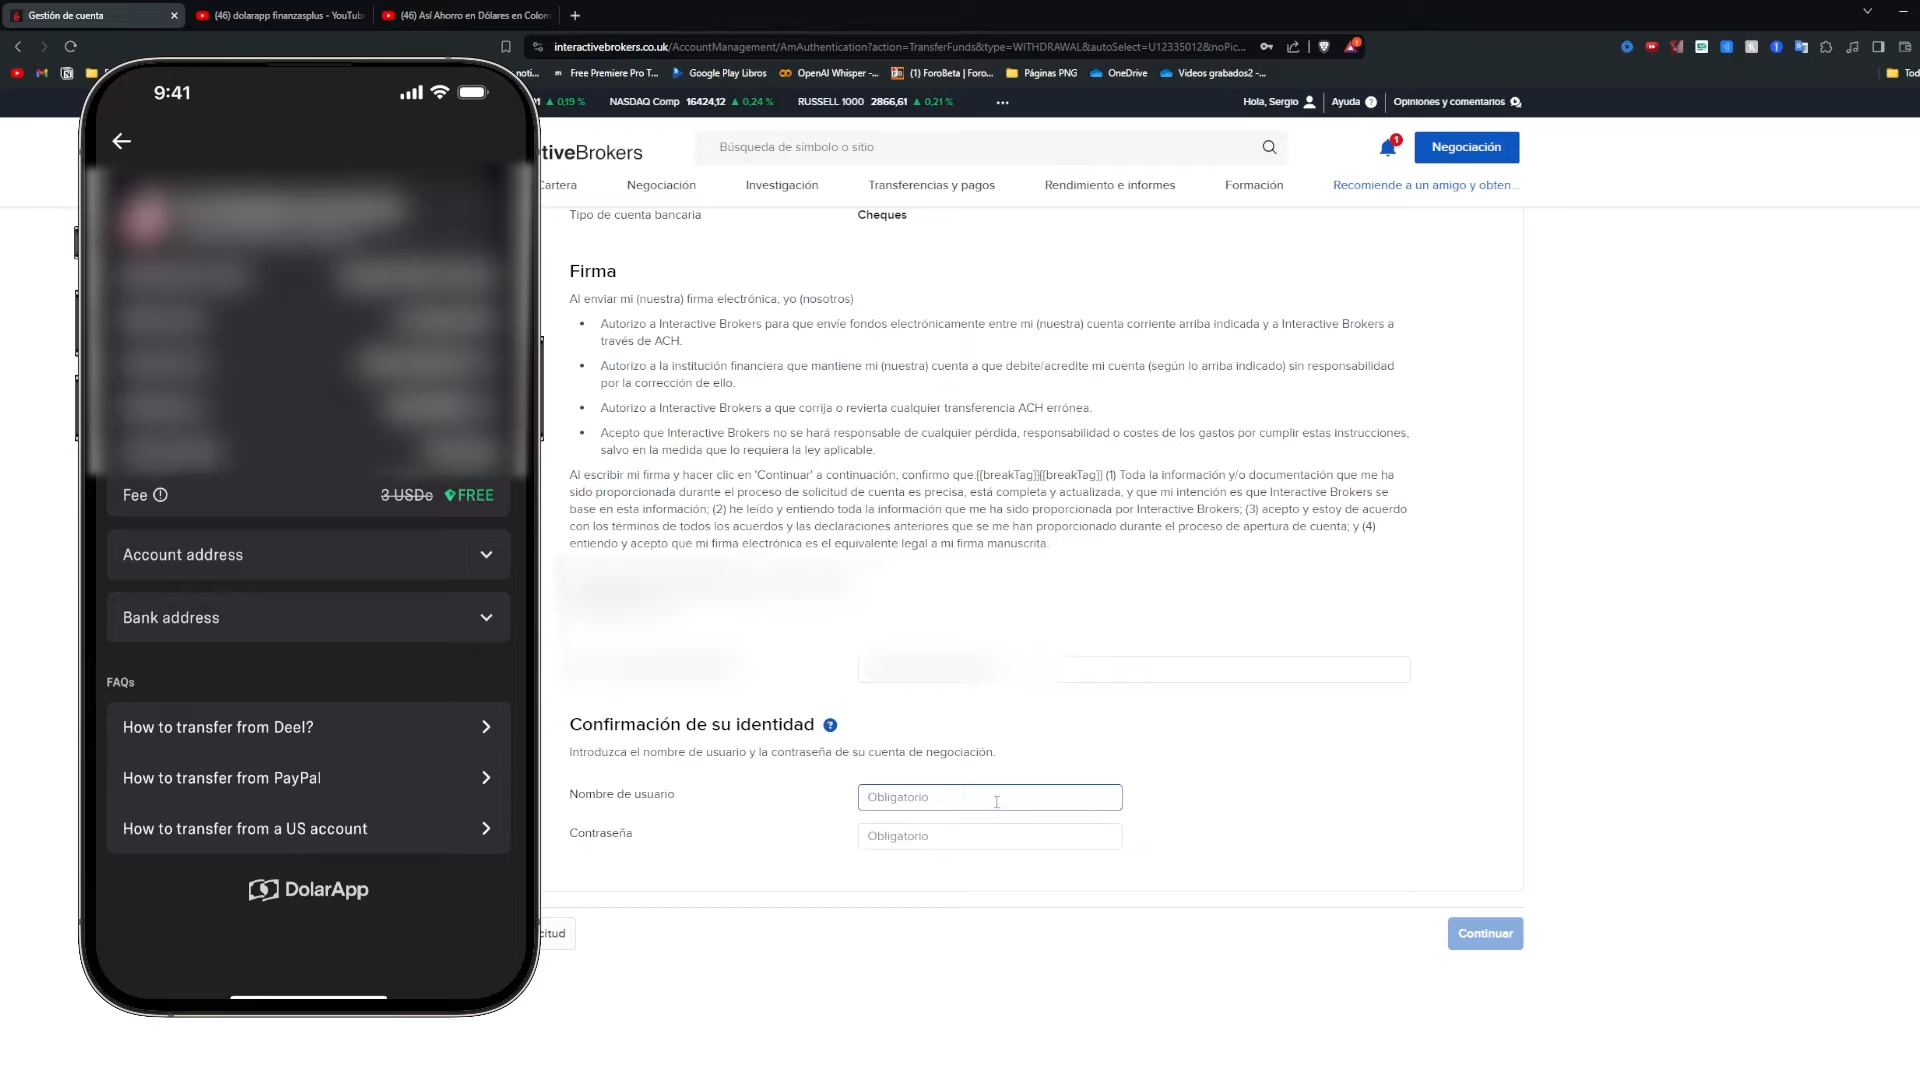 Gestión de cuenta
(46) dolarapp finanzasplus - YouTub
(46) Así Ahorro en Dólares en Colom
interactivebrokers.co.uk/AccountManagement/AmAuthentication?action=TransferFunds&type=WITHDRAWAL&autoSelect=U12335012&noPic...
noti...
Free Premiere Pro T...
Google Play Libros
OpenAI Whisper -...
(1) ForoBeta | Foro...
Páginas PNG
OneDrive
Videos grabados2 -...
Tod
91 ▲ 0,19 %
NASDAQ Comp 16424,12 ▲ 0,24 %
RUSSELL 1000 2866,61 ▲ 0,21 %
Hola, Sergio
Ayuda
Opiniones y comentarios
tiveBrokers
Búsqueda de símbolo o sitio
1
Negociación
Cartera
Negociación
Investigación
Transferencias y pagos
Rendimiento e informes
Formación
Recomiende a un amigo y obten...
Tipo de cuenta bancaria
Cheques
Firma
Al enviar mi (nuestra) firma electrónica, yo (nosotros)
• Autorizo a Interactive Brokers para que envíe fondos electrónicamente entre mi (nuestra) cuenta corriente arriba indicada y a Interactive Brokers a
través de ACH.
• Autorizo a la institución financiera que mantiene mi (nuestra) cuenta a que debite/acredite mi cuenta (según lo arriba indicado) sin responsabilidad
por la corrección de ello.
• Autorizo a Interactive Brokers a que corrija o revierta cualquier transferencia ACH errónea.
• Acepto que Interactive Brokers no se hará responsable de cualquier pérdida, responsabilidad o costes de los gastos por cumplir estas instrucciones,
salvo en la medida que lo requiera la ley aplicable.
Al escribir mi firma y hacer clic en 'Continuar' a continuación, confirmo que:{{breakTag}}{{breakTag}} (1) Toda la información y/o documentación que me ha
sido proporcionada durante el proceso de solicitud de cuenta es precisa, está completa y actualizada, y que mi intención es que Interactive Brokers se
base en esta información; (2) he leído y entiendo toda la información que me ha sido proporcionada por Interactive Brokers; (3) acepto y estoy de acuerdo
con los términos de todos los acuerdos y las declaraciones anteriores que se me han proporcionado durante el proceso de apertura de cuenta; y (4)
entiendo y acepto que mi firma electrónica es el equivalente legal a mi firma manuscrita.
Confirmación de su identidad
Introduzca el nombre de usuario y la contraseña de su cuenta de negociación.
Nombre de usuario
Obligatorio
Contraseña
Obligatorio
citud
Continuar
9:41
Fee
3 USDc
FREE
Account address
Bank address
FAQs
How to transfer from Deel?
How to transfer from PayPal
How to transfer from a US account
DolarApp